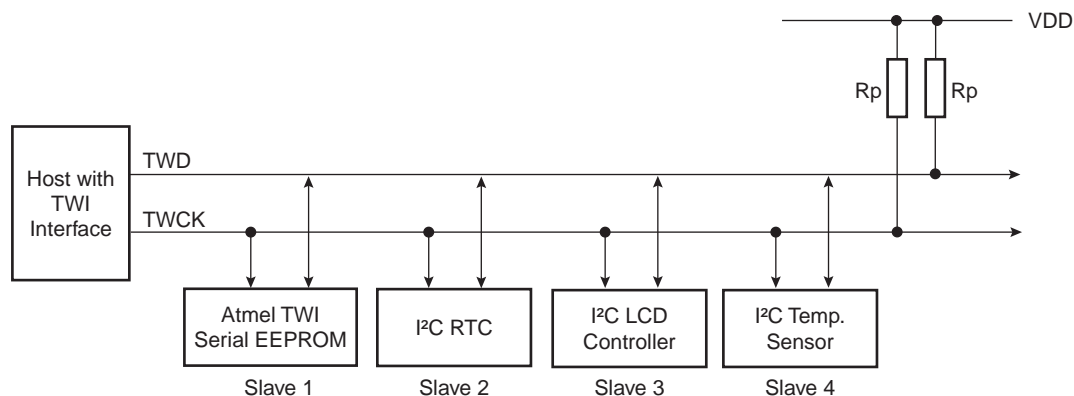 VDD
Rp
Rp
Host with
TWI
Interface
TWD
TWCK
Atmel TWI
Serial EEPROM
I²C RTC
I²C LCD
Controller
I²C Temp.
Sensor
Slave 1
Slave 2
Slave 3
Slave 4